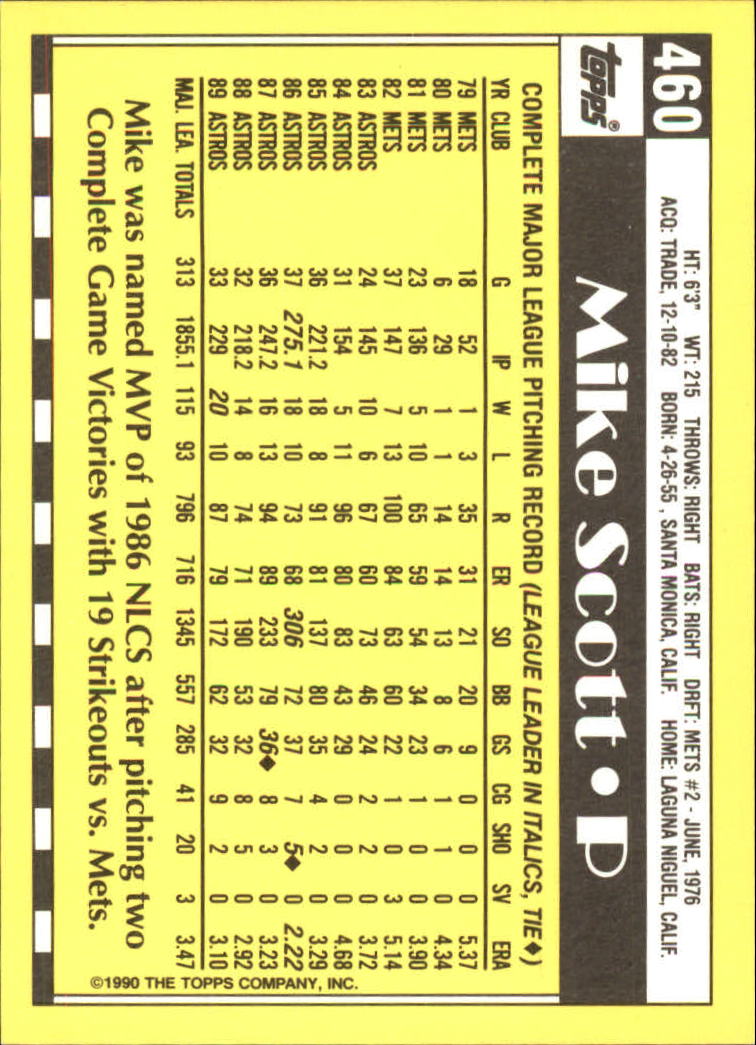 460
HT: 6'3" WT: 215 THROWS: RIGHT BATS: RIGHT DRFT: METS #2 - JUNE, 1976
ACQ: TRADE, 12-10-82 BORN: 4-26-55, SANTA MONICA, CALIF. HOME: LAGUNA NIGUEL, CALIF.
Topps®
Mike Scott • P
COMPLETE MAJOR LEAGUE PITCHING RECORD (LEAGUE LEADER IN ITALICS, TIE♦)
YR CLUB G IP W L R ER SO BB GS CG SHO SV ERA
79 METS 18 52 1 3 35 31 21 20 9 0 0 0 5.37
80 METS 6 29 1 1 14 14 13 8 6 1 1 0 4.34
81 METS 23 136 5 10 65 59 54 34 23 1 0 0 3.90
82 METS 37 147 7 13 100 84 63 60 22 1 0 3 5.14
83 ASTROS 24 145 10 6 67 60 73 46 24 2 2 0 3.72
84 ASTROS 31 154 5 11 96 80 83 43 29 0 0 0 4.68
85 ASTROS 36 221.2 18 8 91 81 137 80 35 4 2 0 3.29
86 ASTROS 37 275.1 18 10 73 68 306 72 37 7 5♦ 0 2.22
87 ASTROS 36 247.2 16 13 94 89 233 79 36♦ 8 3 0 3.23
88 ASTROS 32 218.2 14 8 74 71 190 53 32 8 5 0 2.92
89 ASTROS 33 229 20 10 87 79 172 62 32 9 2 0 3.10
MAJ. LEA. TOTALS 313 1855.1 115 93 796 716 1345 557 285 41 20 3 3.47
Mike was named MVP of 1986 NLCS after pitching two
Complete Game Victories with 19 Strikeouts vs. Mets.
©1990 THE TOPPS COMPANY, INC.